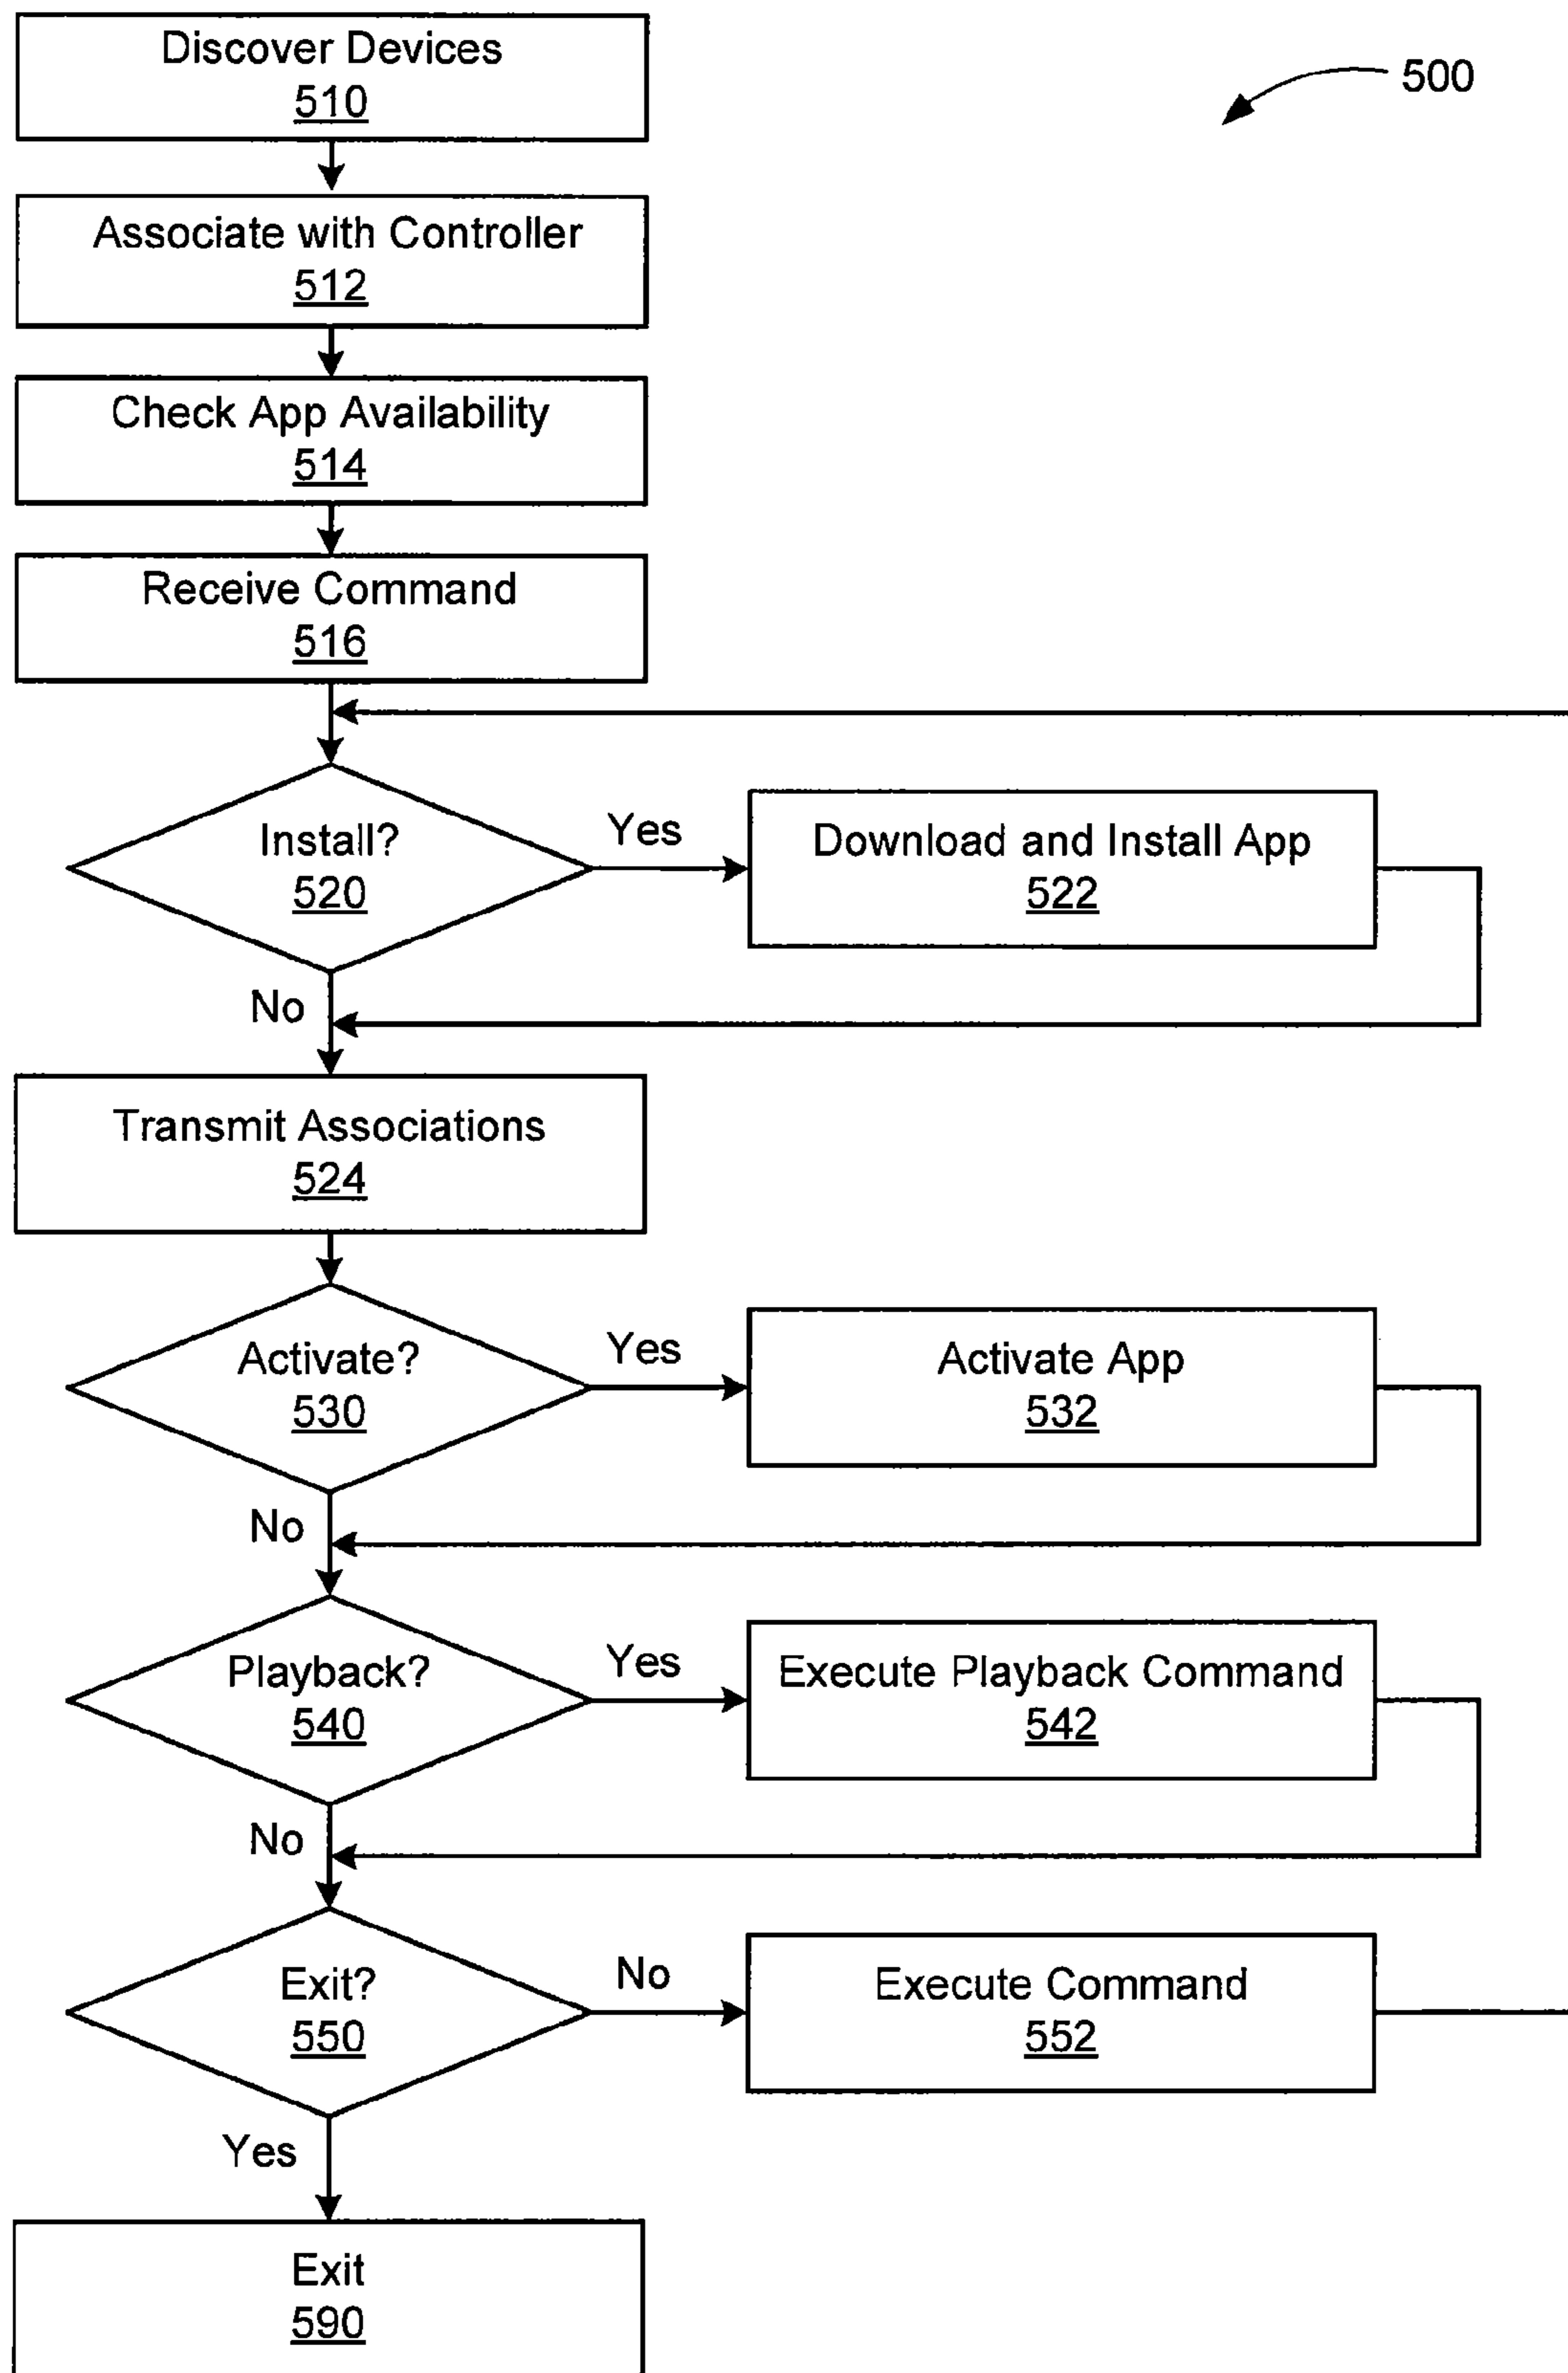 Discover Devices
510
500
Associate with Controller
512
Check App Availability
514
Receive Command
516
Install?
520
Yes
Download and Install App
522
No
Transmit Associations
524
Activate?
530
Yes
Activate App
532
No
Playback?
540
Yes
Execute Playback Command
542
No
Exit?
550
No
Execute Command
552
Yes
Exit
590